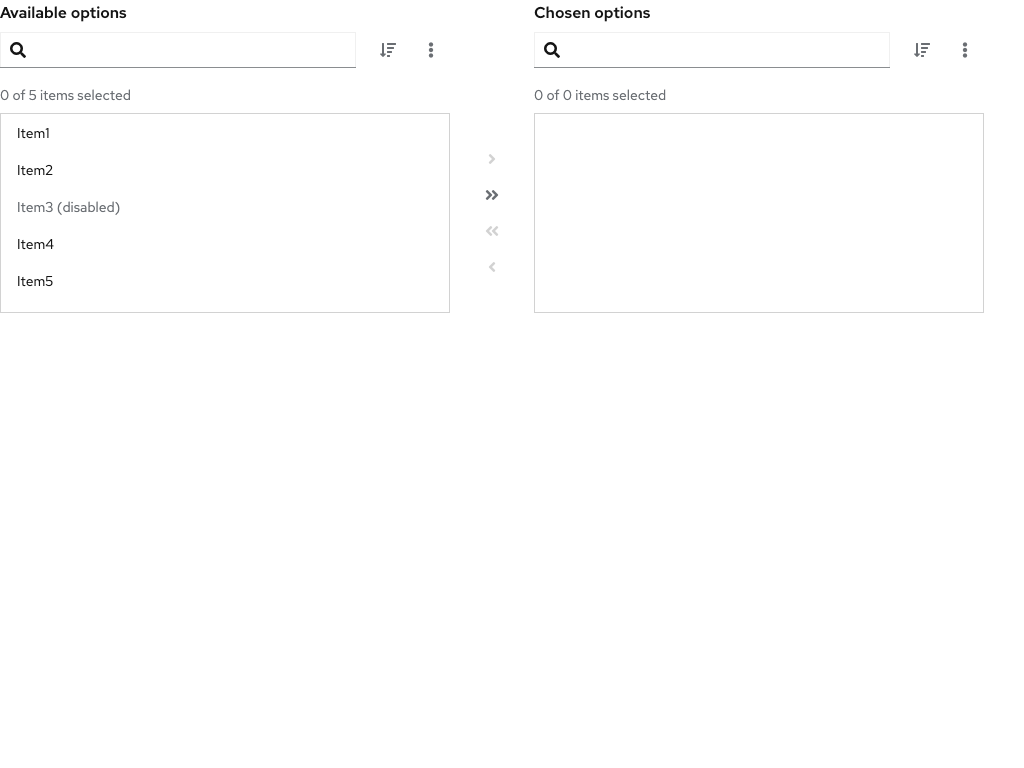 Available options
0 of 5 items selected
Item1
Item2
Item3 (disabled)
Item4
Item5
Chosen options
0 of 0 items selected